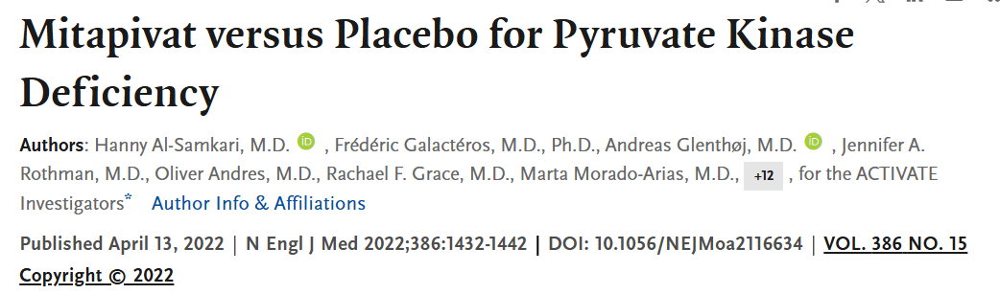 Mitapivat versus Placebo for Pyruvate Kinase
Deficiency
Authors: Hanny Al-Samkari, M.D. iD , Frédéric Galactéros, M.D., Ph.D., Andreas Glenthøj, M.D. iD , Jennifer A.
Rothman, M.D., Oliver Andres, M.D., Rachael F. Grace, M.D., Marta Morado-Arias, M.D., +12 , for the ACTIVATE
Investigators* Author Info & Affiliations
Published April 13, 2022 | N Engl J Med 2022;386:1432-1442 | DOI: 10.1056/NEJMoa2116634 | VOL. 386 NO. 15
Copyright © 2022